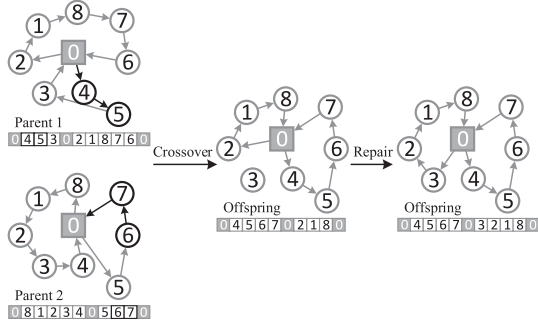 1 8 7
2 0 6
3 4 5
Parent 1
0 4 5 3 0 2 1 8 7 6 0
Crossover
8 7
1
2 0 6
3 4
5
Parent 2
0 8 1 2 3 4 0 5 6 7 0
1 8 7
2 0 6
3 4 5
Offspring
0 4 5 6 7 0 2 1 8 0
Repair
1 8 7
2 0 6
3 4 5
Offspring
0 4 5 6 7 0 3 2 1 8 0